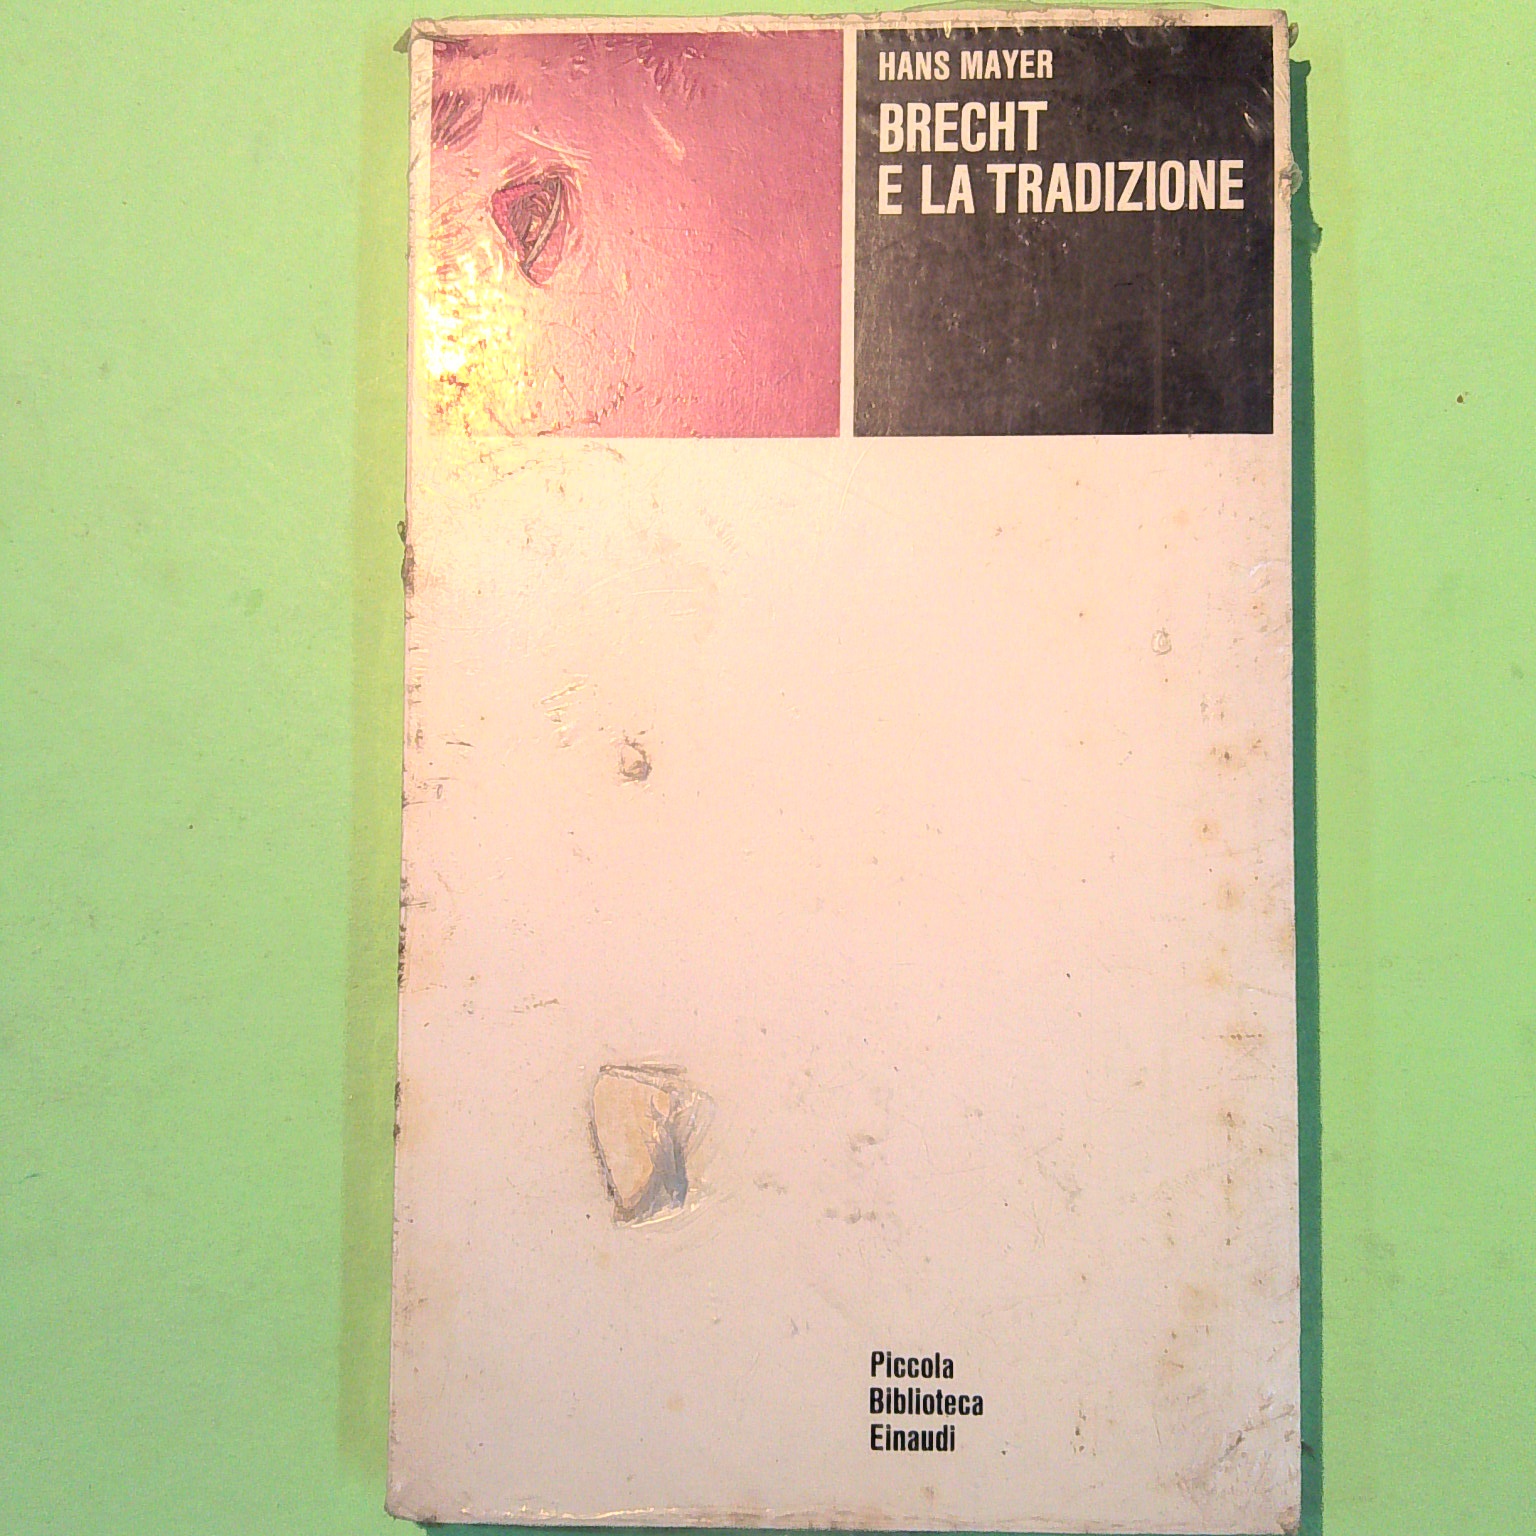 HANS MAYER
BRECHT
E LA TRADIZIONE
Piccola
Biblioteca
Einaudi